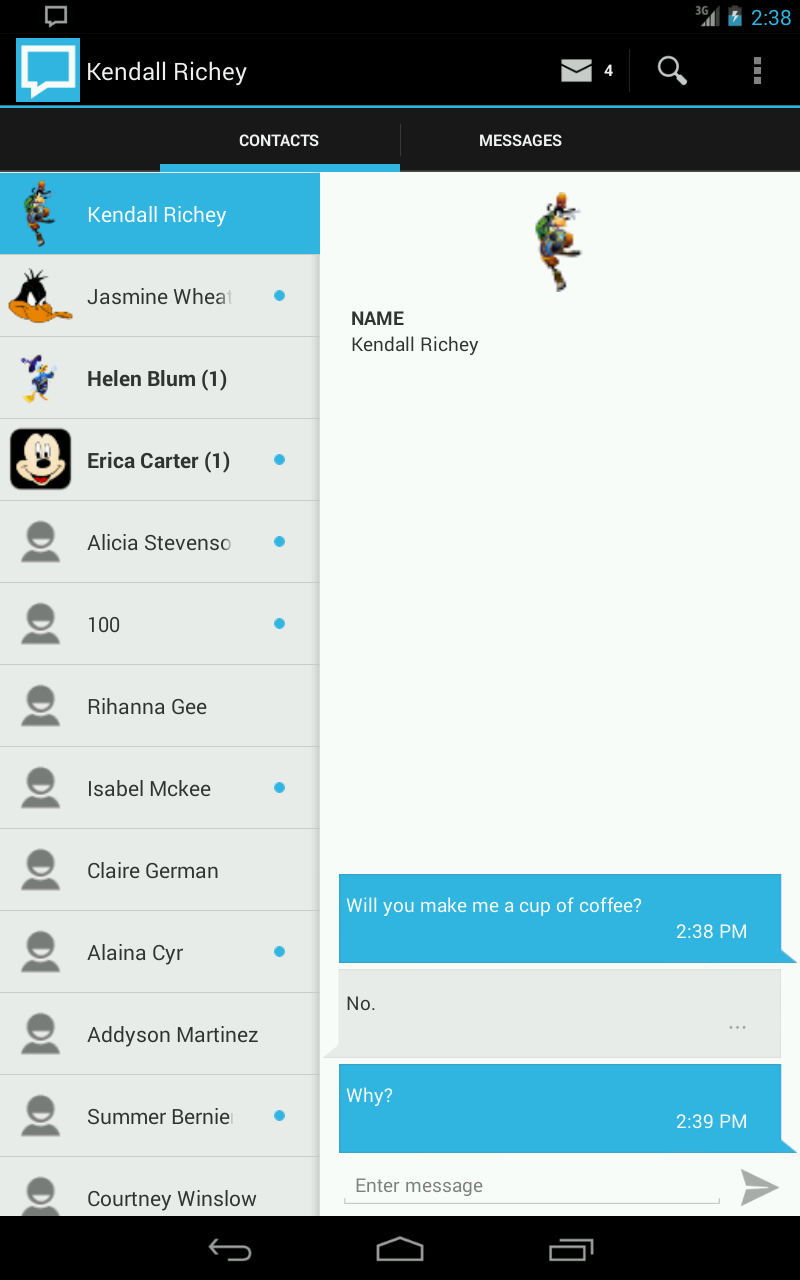 3G 2:38
Kendall Richey 4
CONTACTS MESSAGES
Kendall Richey
Jasmine Wheat
Helen Blum (1)
Erica Carter (1)
Alicia Stevenso
100
Rihanna Gee
Isabel Mckee
Claire German
Alaina Cyr
Addyson Martinez
Summer Bernie
Courtney Winslow
NAME
Kendall Richey
Will you make me a cup of coffee?
2:38 PM
No.
...
Why?
2:39 PM
Enter message